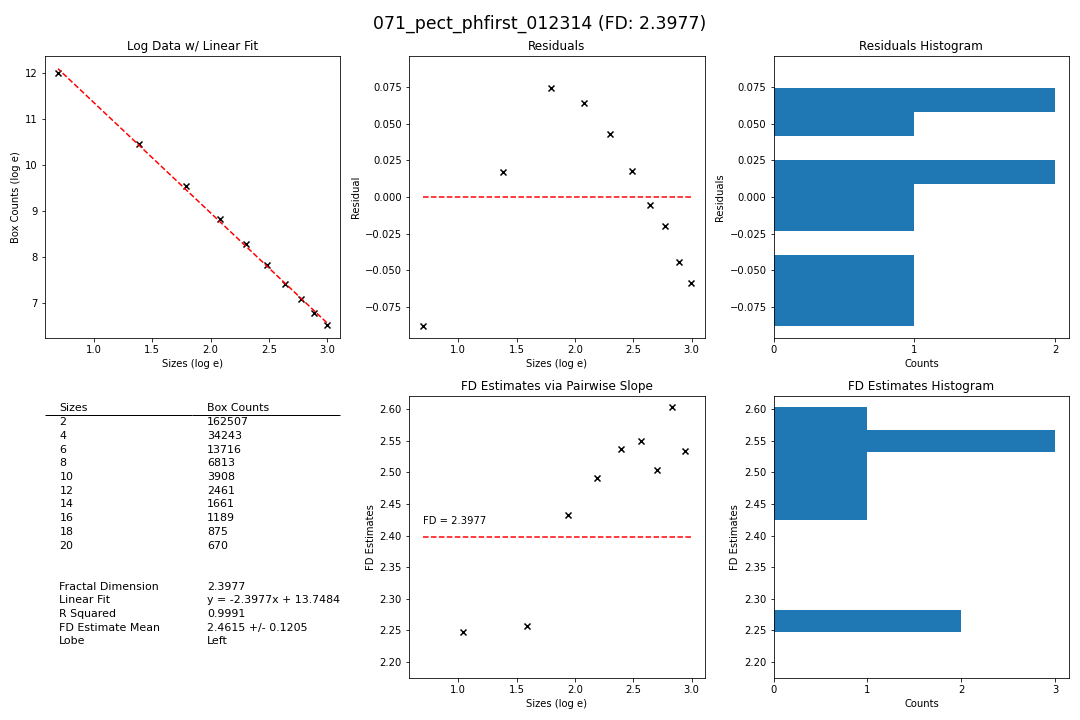 071_pect_phfirst_012314 (FD: 2.3977)
Log Data w/ Linear Fit
Box Counts (log e)
12
11
10
9
8
7
1.0 1.5 2.0 2.5 3.0
Sizes (log e)
Residuals
Residual
0.075
0.050
0.025
0.000
−0.025
−0.050
−0.075
1.0 1.5 2.0 2.5 3.0
Sizes (log e)
Residuals Histogram
Residuals
0.075
0.050
0.025
0.000
−0.025
−0.050
−0.075
0 1 2
Counts
Sizes Box Counts
2 162507
4 34243
6 13716
8 6813
10 3908
12 2461
14 1661
16 1189
18 875
20 670
Fractal Dimension 2.3977
Linear Fit y = -2.3977x + 13.7484
R Squared 0.9991
FD Estimate Mean 2.4615 +/- 0.1205
Lobe Left
FD Estimates via Pairwise Slope
FD Estimates
2.60
2.55
2.50
2.45
2.40
2.35
2.30
2.25
2.20
FD = 2.3977
1.0 1.5 2.0 2.5 3.0
Sizes (log e)
FD Estimates Histogram
FD Estimates
2.60
2.55
2.50
2.45
2.40
2.35
2.30
2.25
2.20
0 1 2 3
Counts